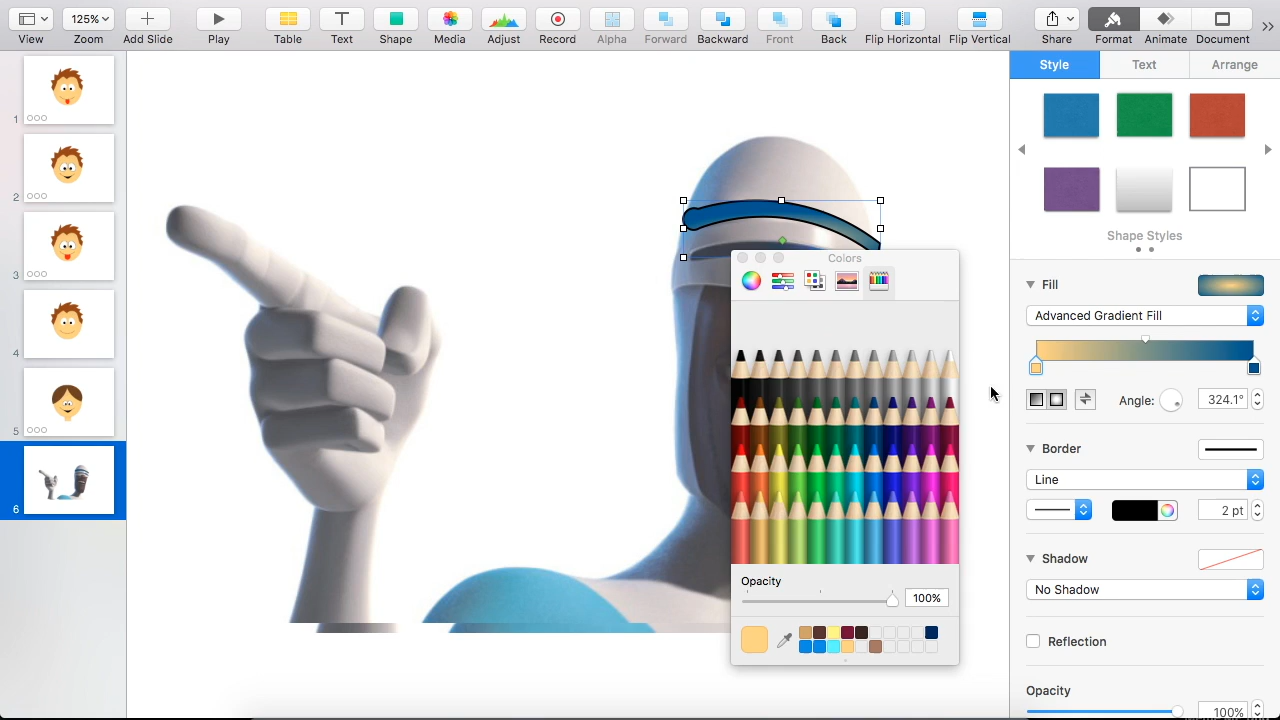 View
125%
Zoom
Add Slide
Play
Table
Text
Shape
Media
Adjust
Record
Alpha
Forward
Backward
Front
Back
Flip Horizontal
Flip Vertical
Share
Format
Animate
Document
Style
Text
Arrange
1
2
3
4
5
6
Shape Styles
Fill
Advanced Gradient Fill
Angle:
324.1°
Border
Line
2 pt
Shadow
No Shadow
Reflection
Opacity
100%
Colors
Opacity
100%